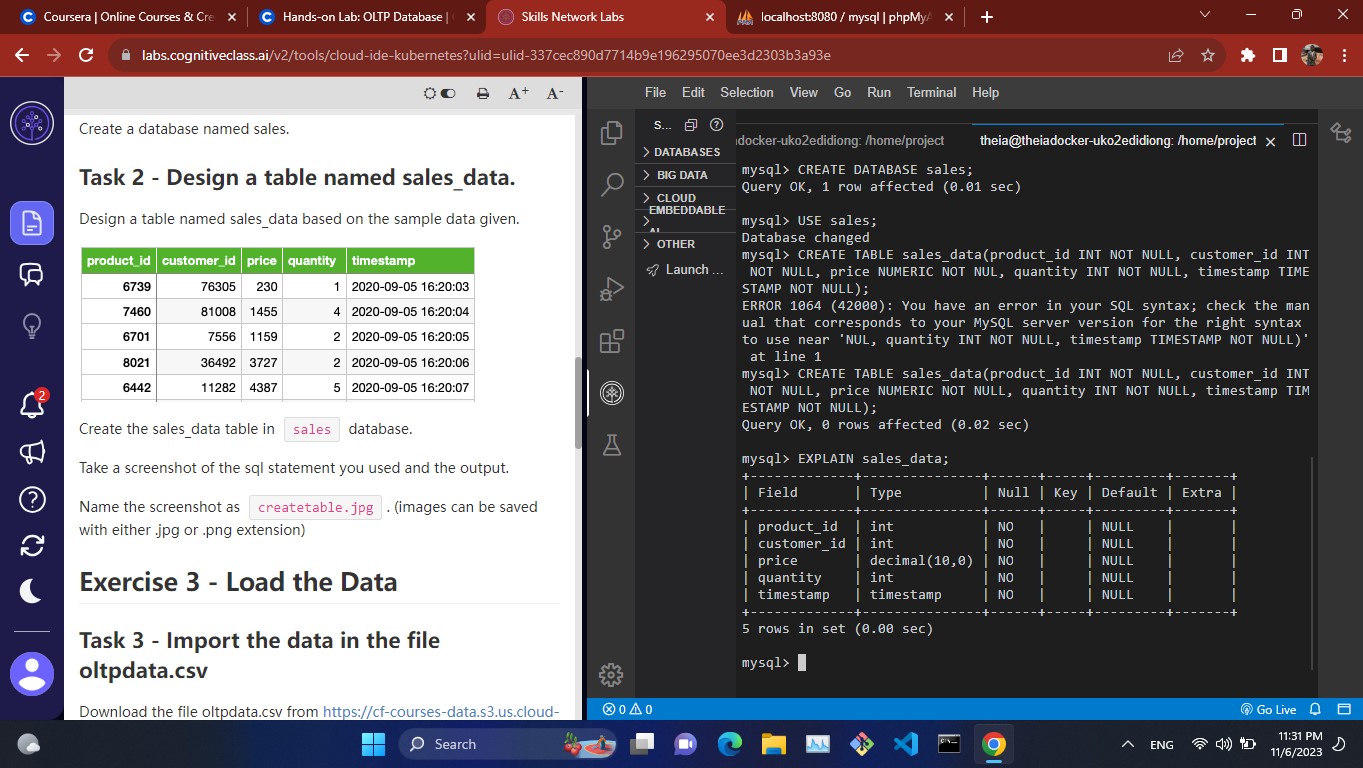 Coursera | Online Courses & Cre
Hands-on Lab: OLTP Database |
Skills Network Labs
localhost:8080 / mysql | phpMyA
labs.cognitiveclass.ai/v2/tools/cloud-ide-kubernetes?ulid=ulid-337cec890d7714b9e196295070ee3d2303b3a93e
A+ A-
File Edit Selection View Go Run Terminal Help
2
Create a database named sales.
Task 2 - Design a table named sales_data.
Design a table named sales_data based on the sample data given.
product_id customer_id price quantity timestamp
6739 76305 230 1 2020-09-05 16:20:03
7460 81008 1455 4 2020-09-05 16:20:04
6701 7556 1159 2 2020-09-05 16:20:05
8021 36492 3727 2 2020-09-05 16:20:06
6442 11282 4387 5 2020-09-05 16:20:07
Create the sales_data table in sales database.
Take a screenshot of the sql statement you used and the output.
Name the screenshot as createtable.jpg . (images can be saved
with either .jpg or .png extension)
Exercise 3 - Load the Data
Task 3 - Import the data in the file
oltpdata.csv
Download the file oltpdata.csv from https://cf-courses-data.s3.us.cloud-
S...
DATABASES
BIG DATA
CLOUD
EMBEDDABLE
OTHER
Launch ...
docker-uko2edidiong: /home/project
theia@theiadocker-uko2edidiong: /home/project
mysql> CREATE DATABASE sales;
Query OK, 1 row affected (0.01 sec)
mysql> USE sales;
Database changed
mysql> CREATE TABLE sales_data(product_id INT NOT NULL, customer_id INT
NOT NULL, price NUMERIC NOT NUL, quantity INT NOT NULL, timestamp TIME
STAMP NOT NULL);
ERROR 1064 (42000): You have an error in your SQL syntax; check the man
ual that corresponds to your MySQL server version for the right syntax
to use near 'NUL, quantity INT NOT NULL, timestamp TIMESTAMP NOT NULL)'
at line 1
mysql> CREATE TABLE sales_data(product_id INT NOT NULL, customer_id INT
NOT NULL, price NUMERIC NOT NULL, quantity INT NOT NULL, timestamp TIM
ESTAMP NOT NULL);
Query OK, 0 rows affected (0.02 sec)
mysql> EXPLAIN sales_data;
+-------------+---------------+------+-----+---------+-------+
| Field | Type | Null | Key | Default | Extra |
+-------------+---------------+------+-----+---------+-------+
| product_id | int | NO | | NULL | |
| customer_id | int | NO | | NULL | |
| price | decimal(10,0) | NO | | NULL | |
| quantity | int | NO | | NULL | |
| timestamp | timestamp | NO | | NULL | |
+-------------+---------------+------+-----+---------+-------+
5 rows in set (0.00 sec)
mysql>
0 0
Go Live
Search
ENG
11:31 PM
11/6/2023